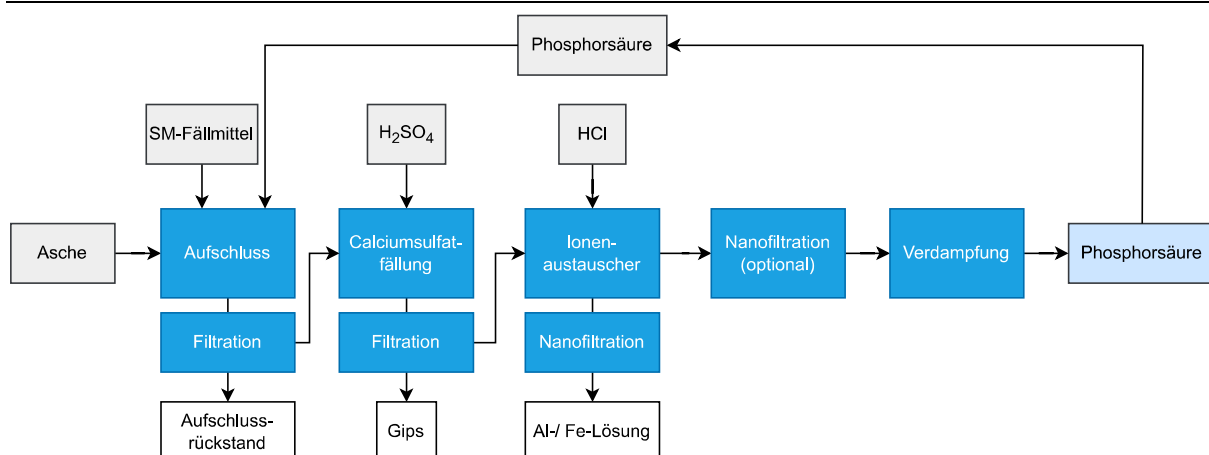 Phosphorsäure
SM-Fällmittel
H₂SO₄
HCl
Asche
Aufschluss
Calciumsulfat-
fällung
Ionen-
austauscher
Nanofiltration
(optional)
Verdampfung
Phosphorsäure
Filtration
Filtration
Nanofiltration
Aufschluss-
rückstand
Gips
Al-/ Fe-Lösung